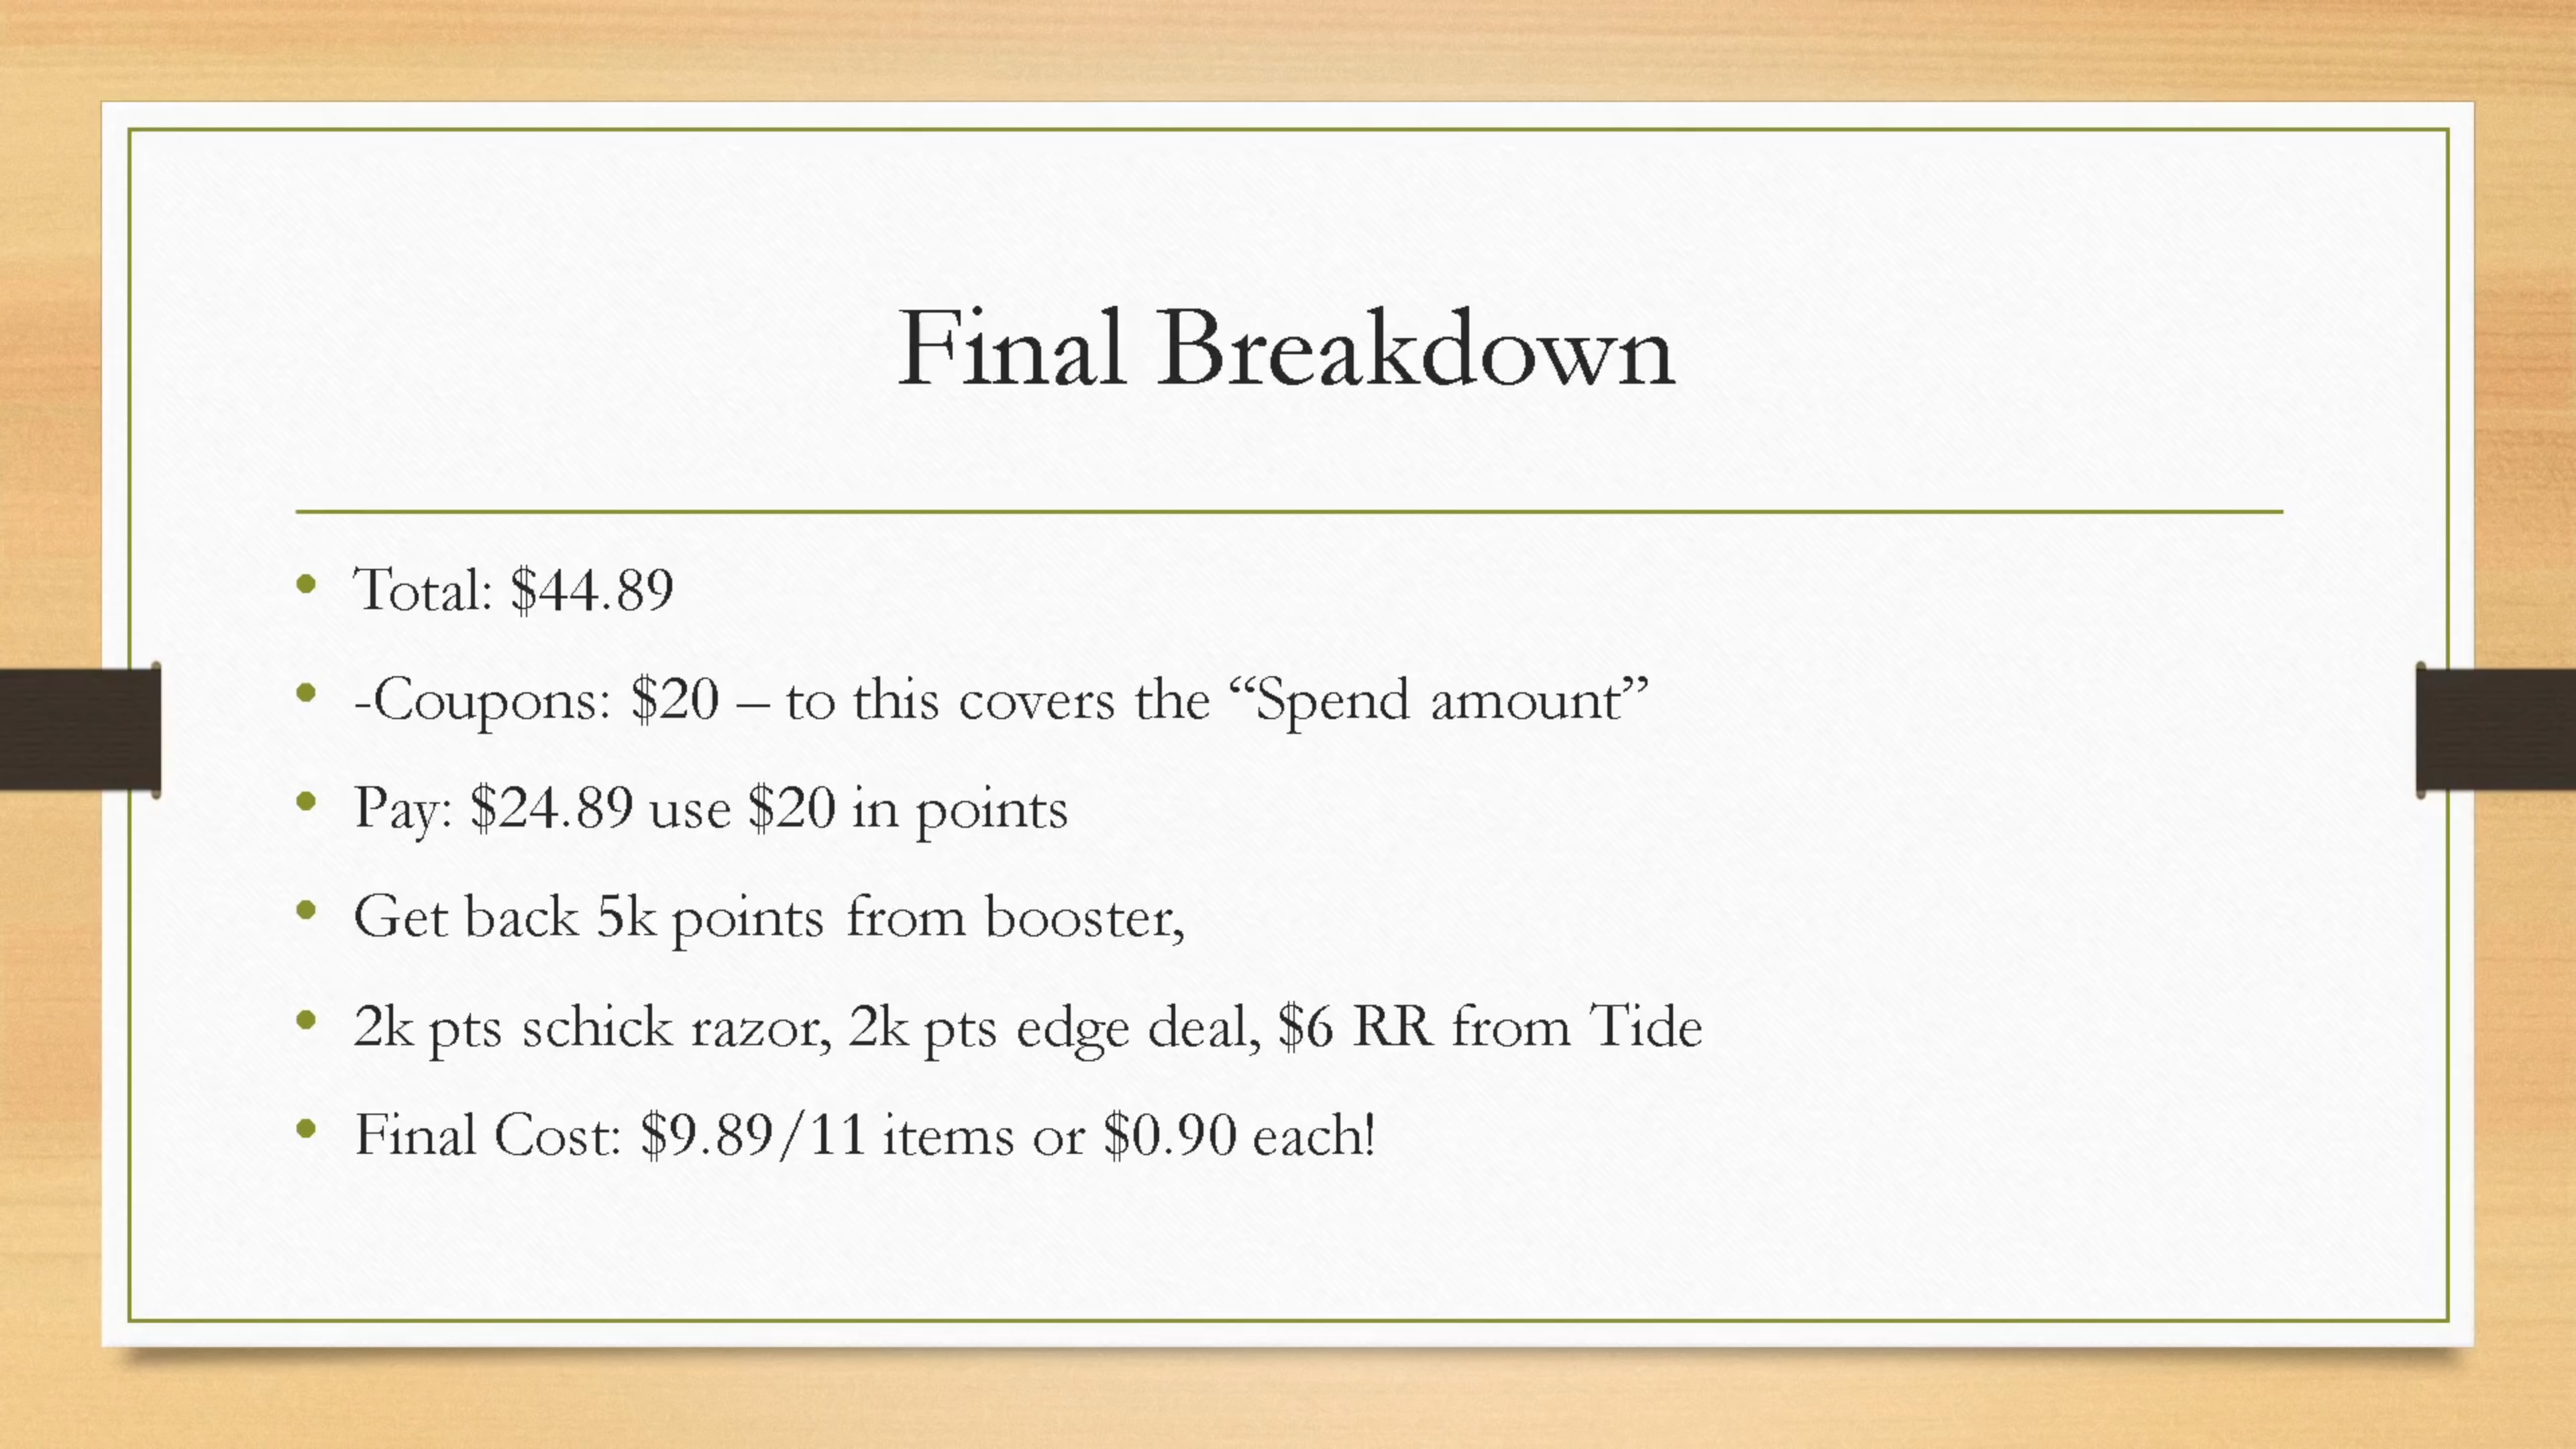 Final Breakdown
Total: $44.89
-Coupons: $20 – to this covers the “Spend amount”
Pay: $24.89 use $20 in points
Get back 5k points from booster,
2k pts schick razor, 2k pts edge deal, $6 RR from Tide
Final Cost: $9.89/11 items or $0.90 each!